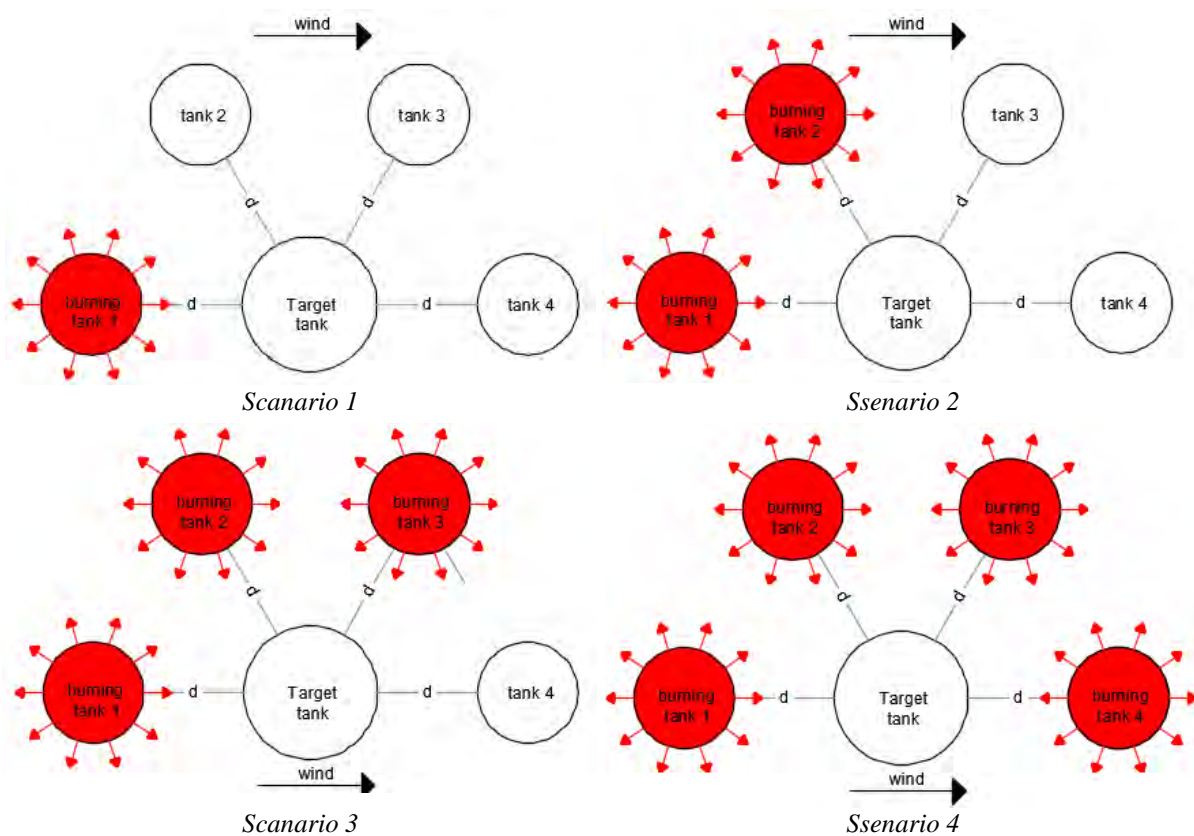 wind
tank 2
tank 3
d
d
burning
tank 1
d
Target
tank
d
tank 4
Scanario 1
wind
burning
tank 2
tank 3
d
d
burning
tank 1
d
Target
tank
d
tank 4
Ssenario 2
burning
tank 2
burning
tank 3
d
d
burning
tank 1
d
Target
tank
d
tank 4
wind
Scanario 3
burning
tank 2
burning
tank 3
d
d
burning
tank 1
d
Target
tank
d
burning
tank 4
wind
Ssenario 4